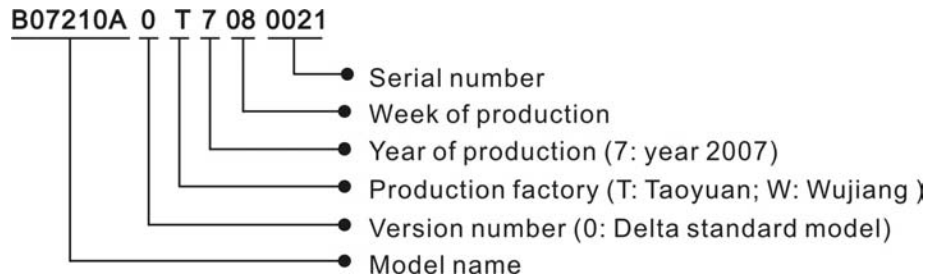 B07210A 0 T 7 08 0021
Serial number
Week of production
Year of production (7: year 2007)
Production factory (T: Taoyuan; W: Wujiang )
Version number (0: Delta standard model)
Model name